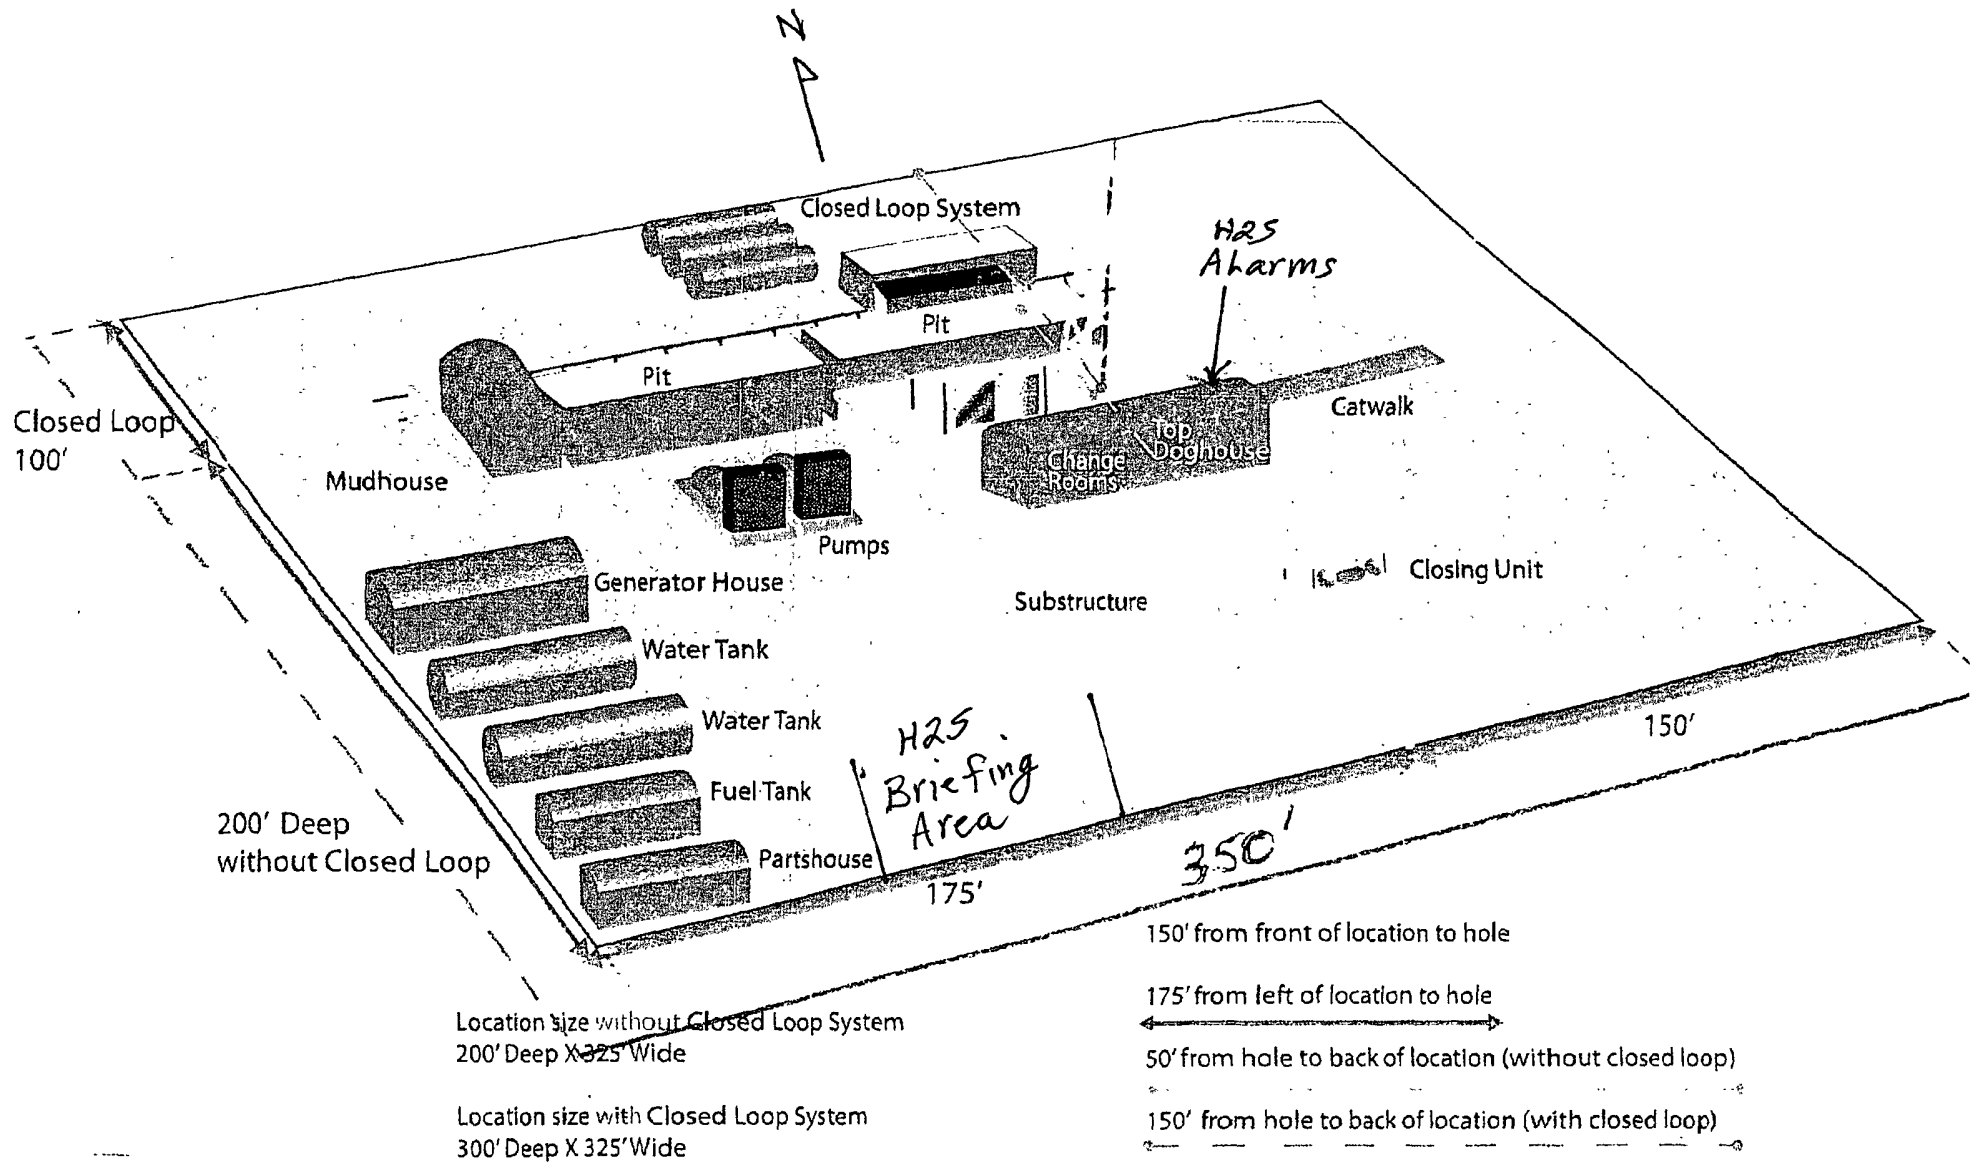 N
Closed Loop System
H2S
Alarms
Pit
Pit
Catwalk
Closed Loop
100'
Top
Doghouse
Change
Rooms
Mudhouse
Pumps
Generator House
Closing Unit
Substructure
Water Tank
Water Tank
150'
H2S
Briefing
Area
Fuel Tank
200' Deep
without Closed Loop
350'
Partshouse
175'
150' from front of location to hole
175' from left of location to hole
Location size without Closed Loop System
200' Deep X 325' Wide
50' from hole to back of location (without closed loop)
Location size with Closed Loop System
300' Deep X 325' Wide
150' from hole to back of location (with closed loop)